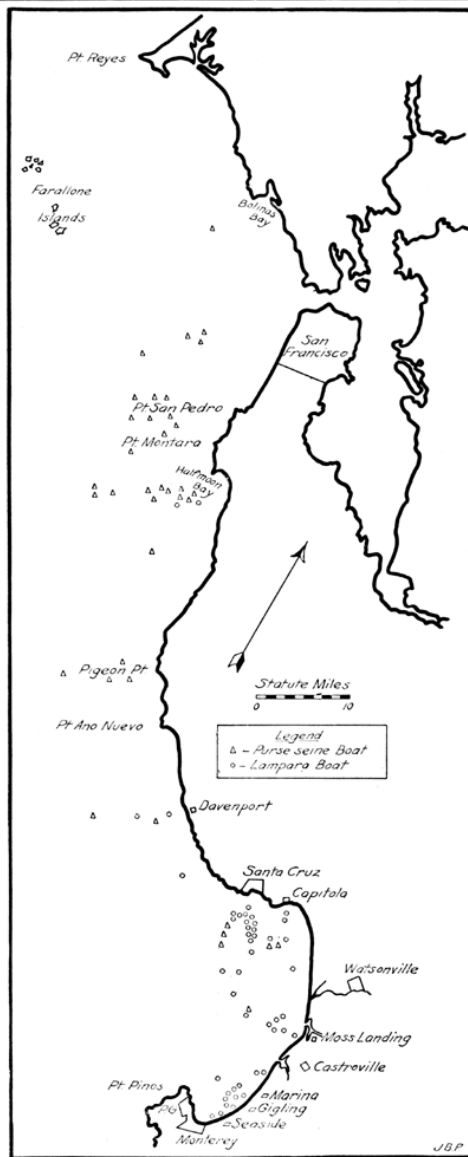 Pt. Reyes
Farallone
Islands
Bolinas
Bay
San
Francisco
Pt. San Pedro
Pt. Montara
Halfmoon
Bay
Pigeon Pt.
Statute Miles
0 10
Pt Ano Nuevo
Legend
△ - Purse seine Boat
○ - Lampara Boat
Davenport
Santa Cruz
Capitola
Watsonville
Moss Landing
Castroville
Pt. Pinos
Marina
PG
Gigling
Seaside
Monterey
JBP